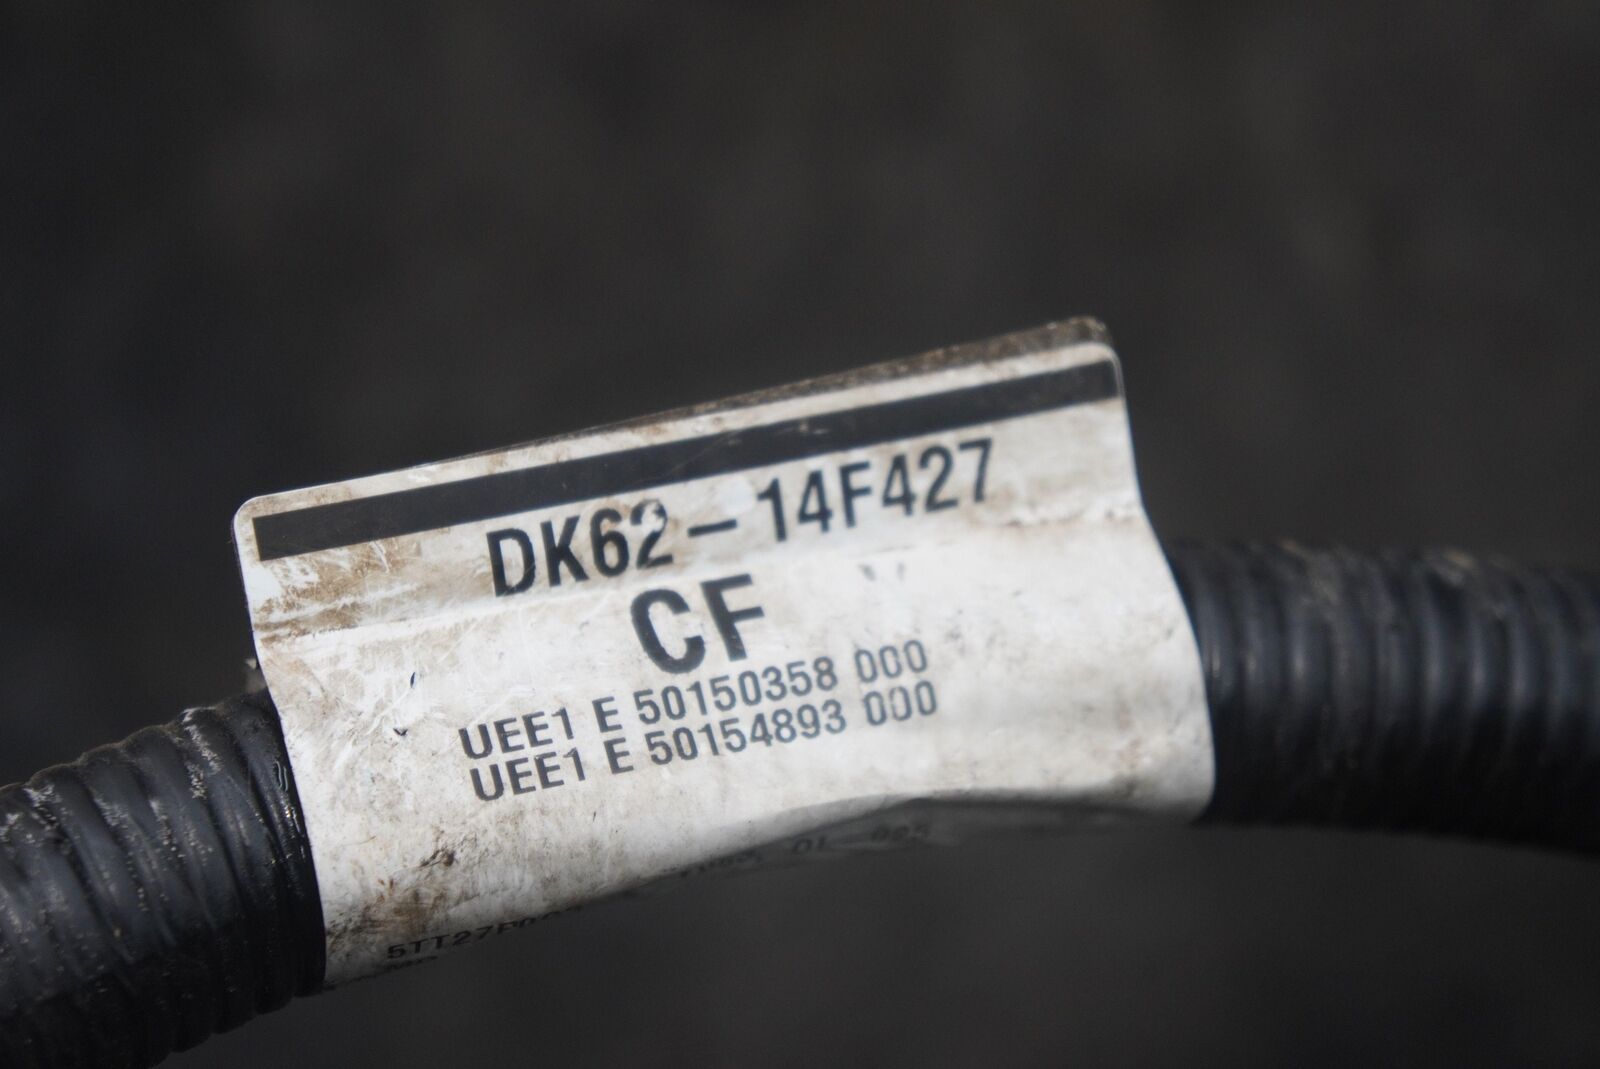 DK62-14F427
CF
UEE1 E 50150358 000
UEE1 E 50154893 000